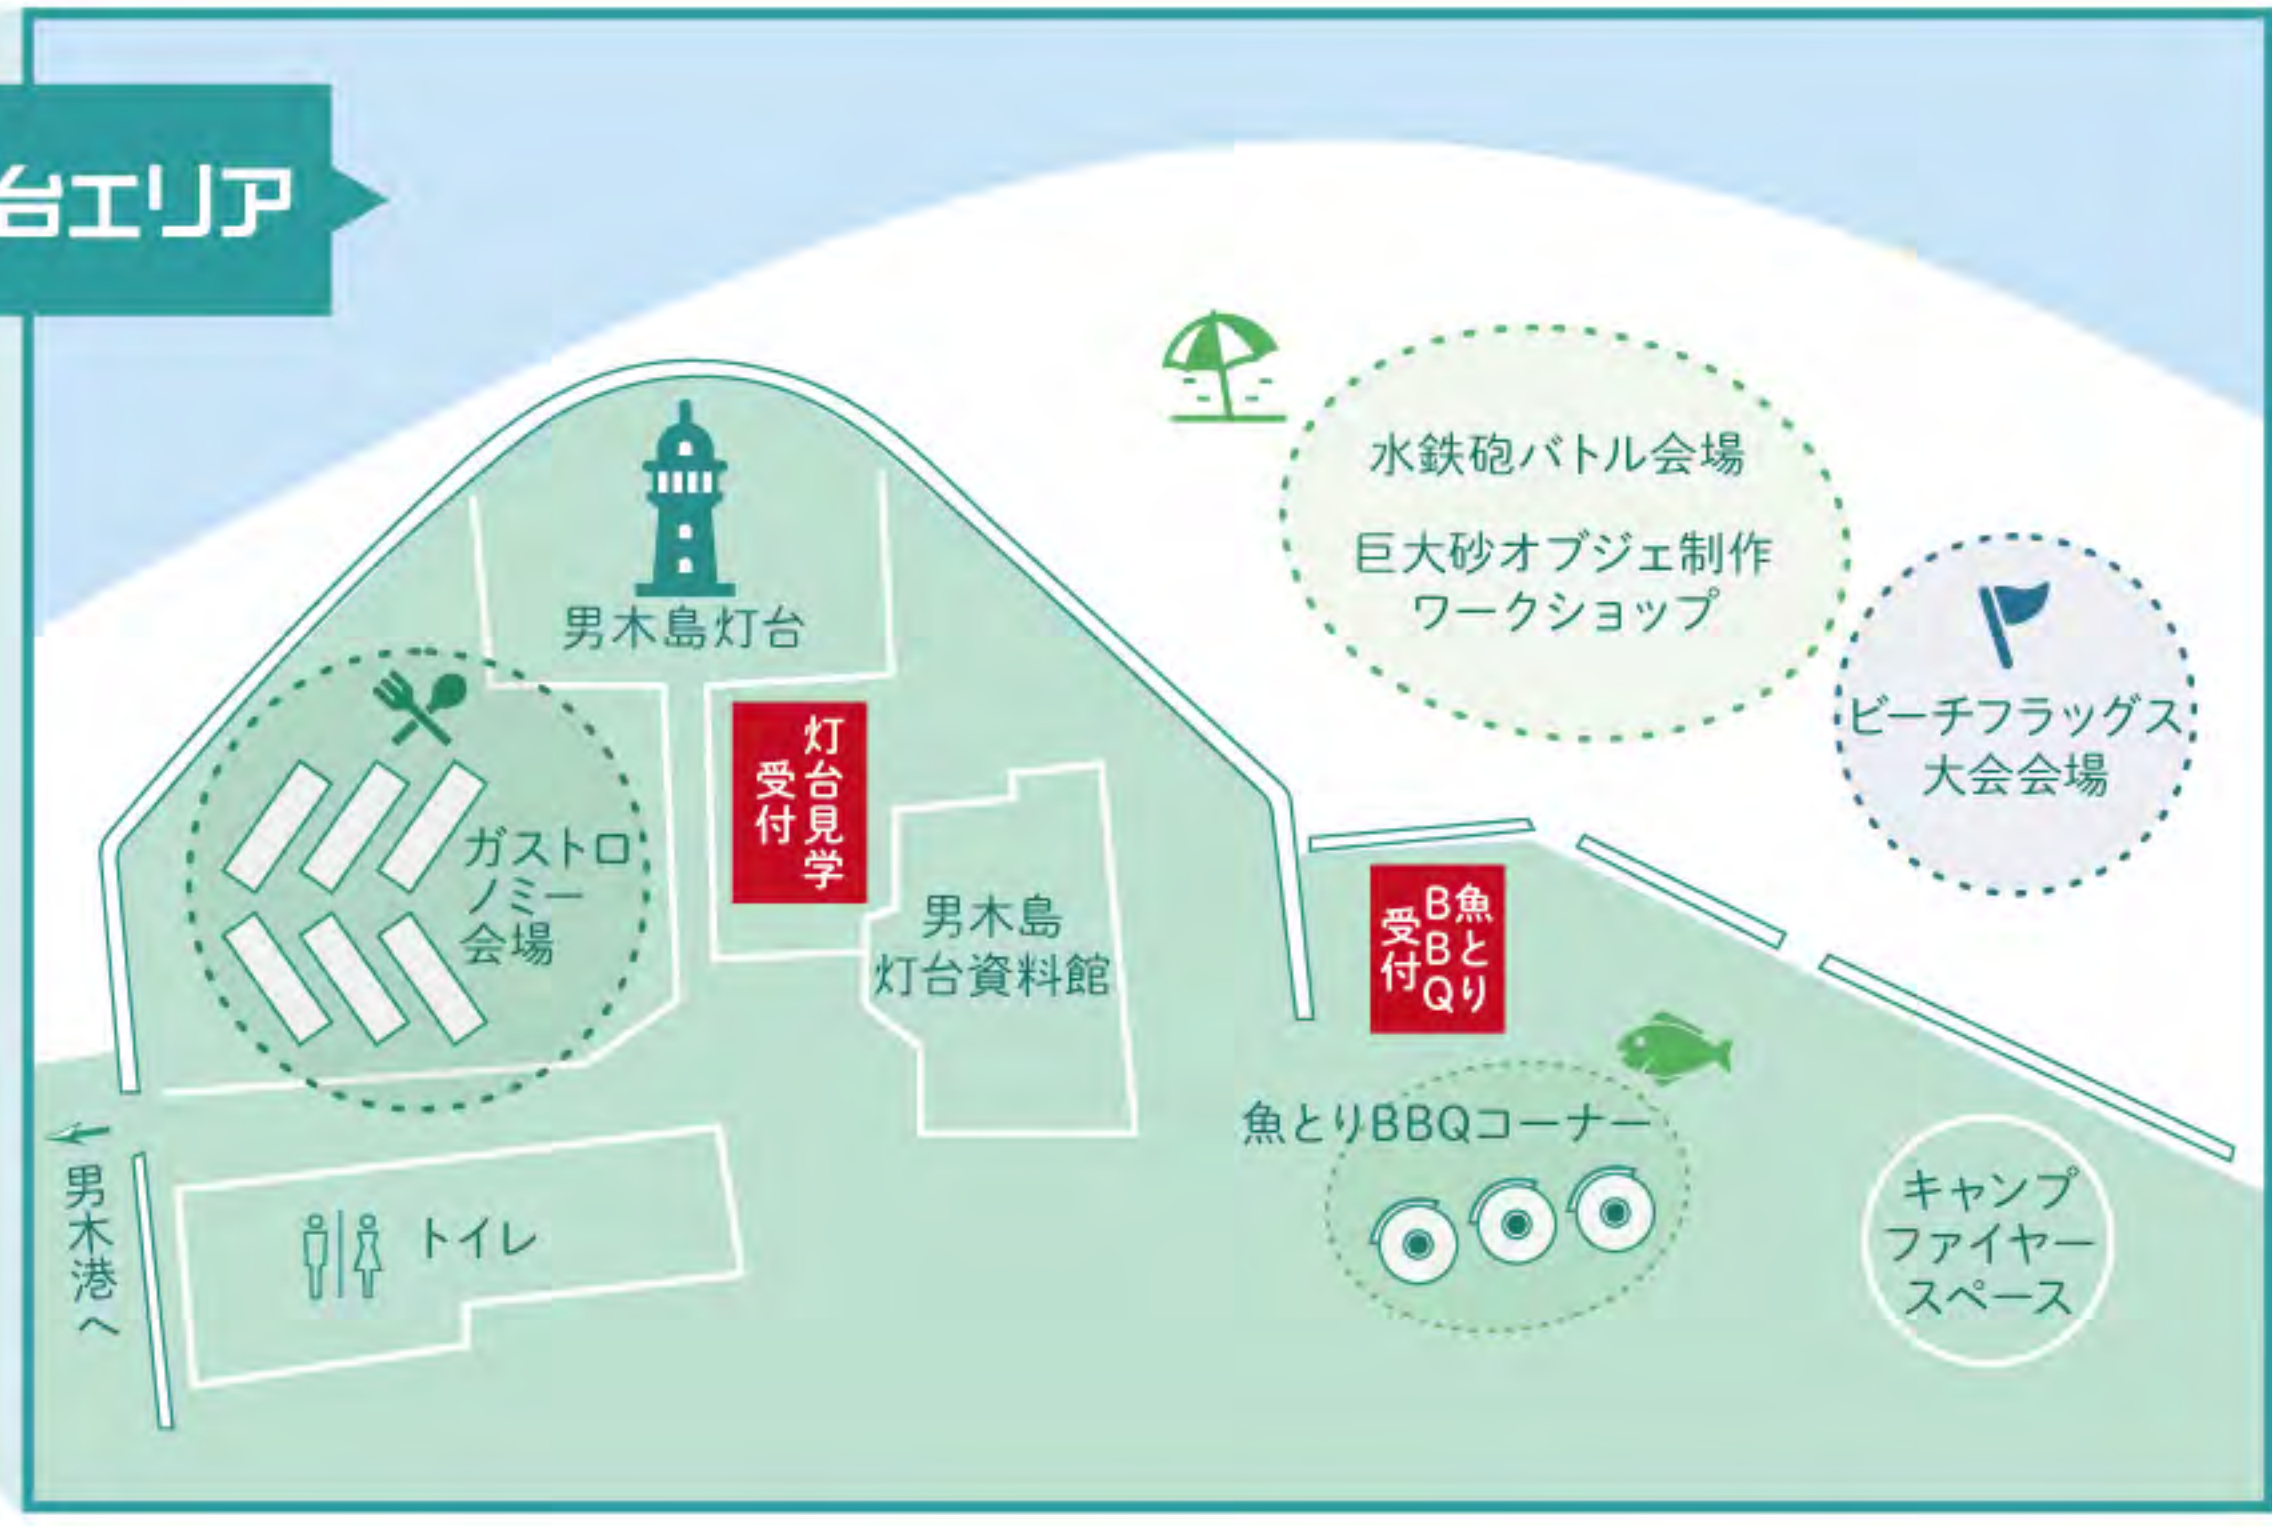 台エリア
水鉄砲バトル会場
巨大砂オブジェ制作
ワークショップ
ビーチフラッグス
大会会場
男木島灯台
灯台見学
受付
ガストロ
ノミー
会場
男木島
灯台資料館
魚とり
BBQ
受付
魚とりBBQコーナー
キャンプ
ファイヤー
スペース
男木港へ
トイレ